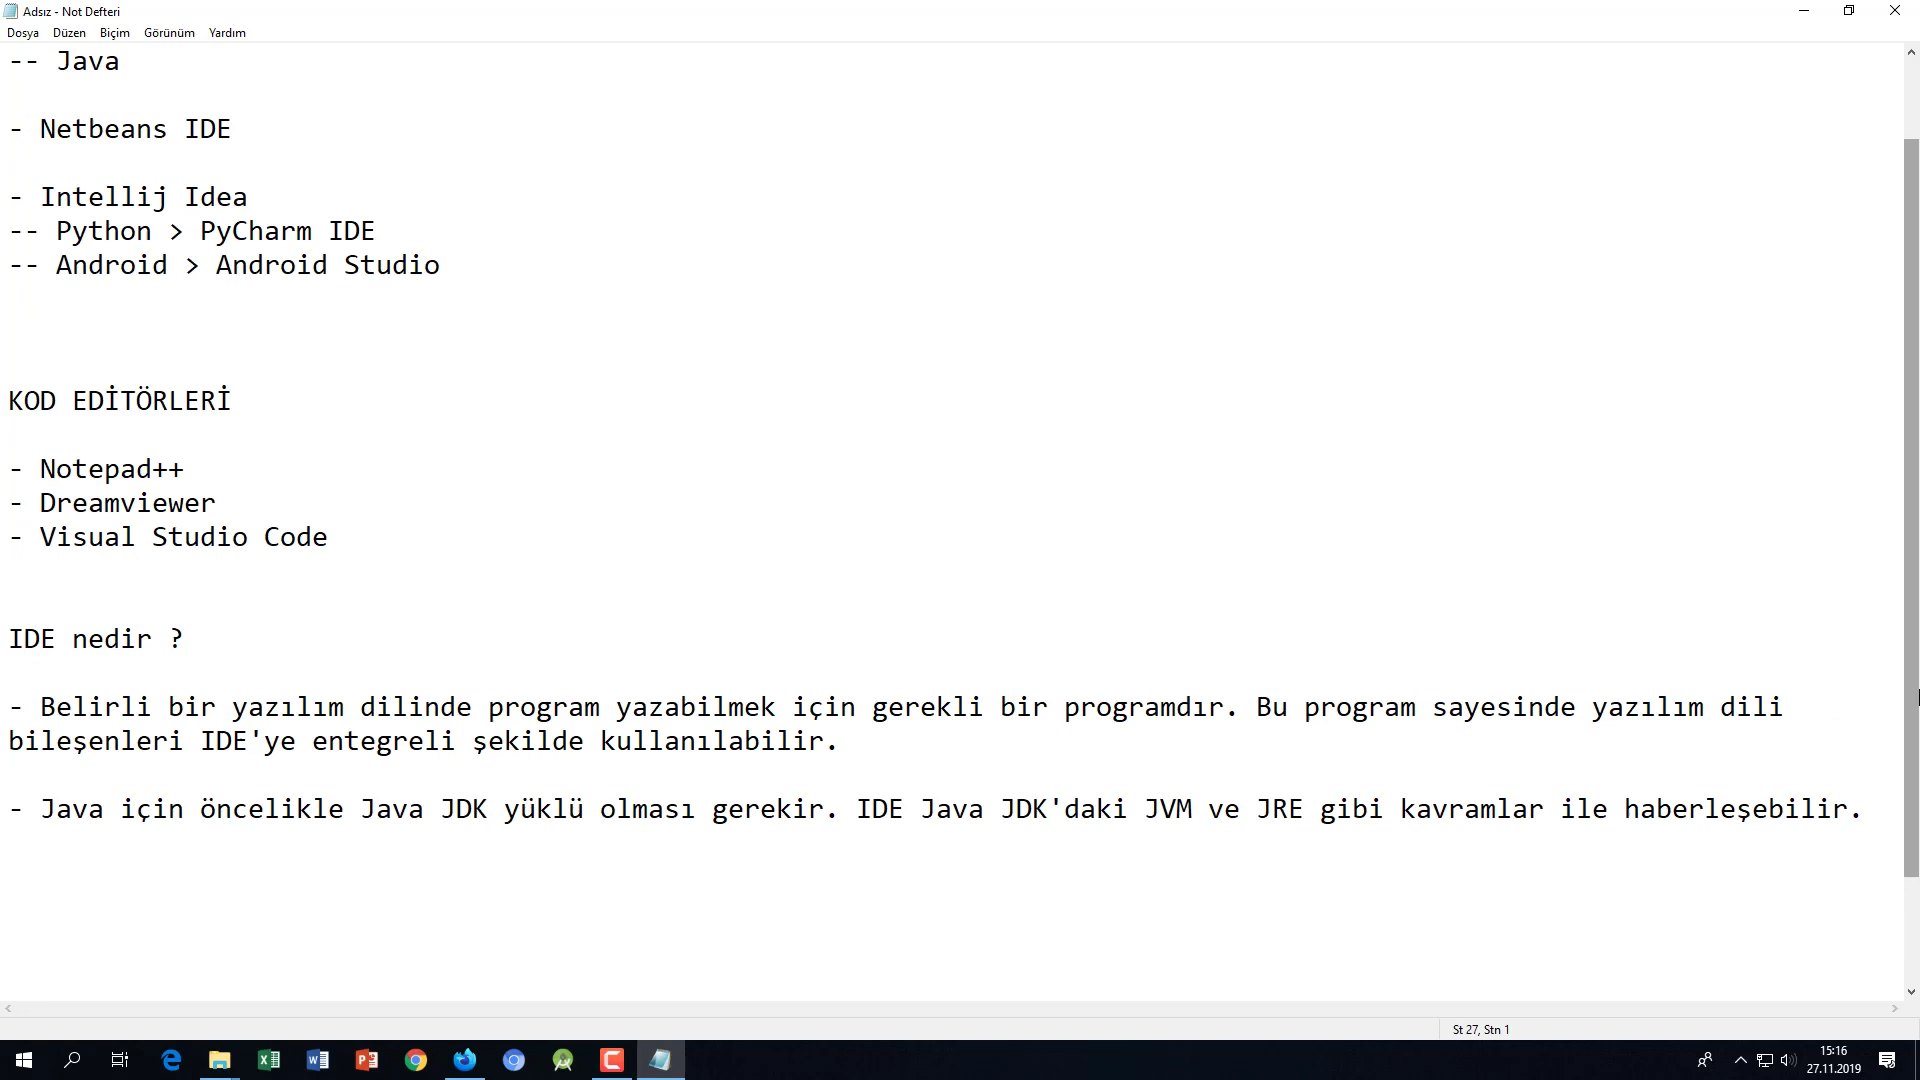 Adsız - Not Defteri
Dosya Düzen Biçim Görünüm Yardım
-- Java
- Netbeans IDE
- Intellij Idea
-- Python > PyCharm IDE
-- Android > Android Studio
KOD EDİTÖRLERİ
- Notepad++
- Dreamviewer
- Visual Studio Code
IDE nedir ?
- Belirli bir yazılım dilinde program yazabilmek için gerekli bir programdır. Bu program sayesinde yazılım dili
bileşenleri IDE'ye entegreli şekilde kullanılabilir.
- Java için öncelikle Java JDK yüklü olması gerekir. IDE Java JDK'daki JVM ve JRE gibi kavramlar ile haberleşebilir.
St 27, Stn 1
15:16
27.11.2019